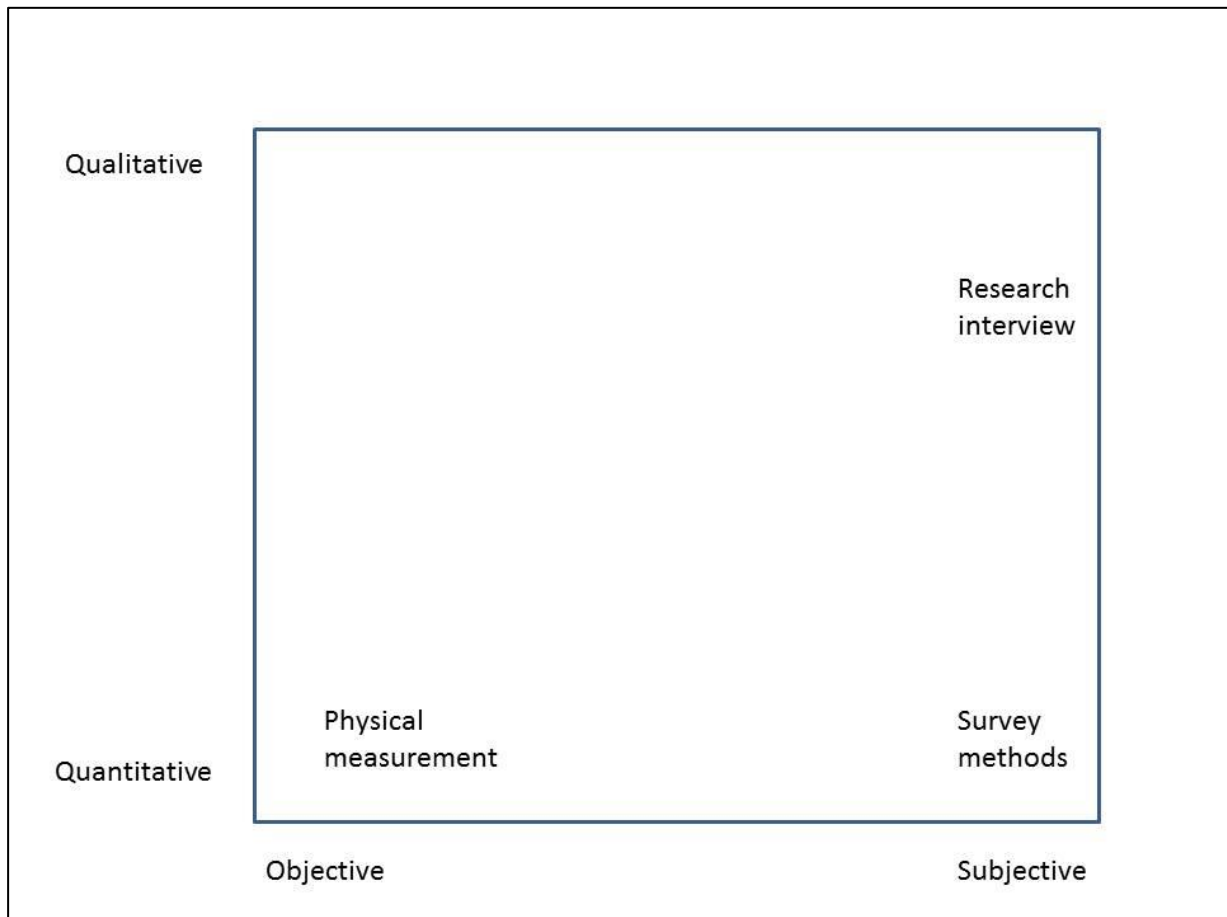 Qualitative
Research
interview
Physical
measurement
Survey
methods
Quantitative
Objective
Subjective